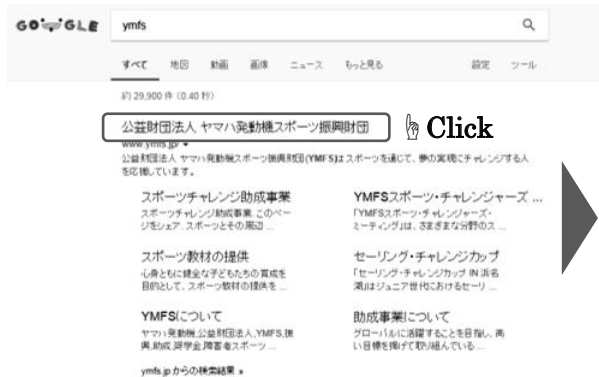 GOOGLE
ymfs
すべて 地図 動画 画像 ニュース もっと見る 設定 ツール
約 29,900 件 (0.40 秒)
公益財団法人 ヤマハ発動機スポーツ振興財団
Click
www.ymfs.jp/
公益財団法人 ヤマハ発動機スポーツ振興財団(YMFS)はスポーツを通じて、夢の実現にチャレンジする人
を応援しています。
スポーツチャレンジ助成事業
スポーツチャレンジ助成事業. このペー
ジをシェア. スポーツとその周辺 ...
YMFSスポーツ・チャレンジャーズ ...
「YMFSスポーツ・チャレンジャーズ・
ミーティング」は、さまざまな分野のス ...
スポーツ教材の提供
心身ともに健全な子どもたちの育成を
目的として、スポーツ教材の提供を ...
セーリング・チャレンジカップ
「セーリング・チャレンジカップ IN 浜名
湖」はジュニア世代におけるセーリ ...
YMFSについて
ヤマハ発動機,公益財団法人,YMFS,振
興,助成,奨学金,障害者スポーツ ...
助成事業について
グローバルに活躍することを目指し、高
い目標を掲げて取り組んでいる ...
ymfs.jp からの検索結果 »